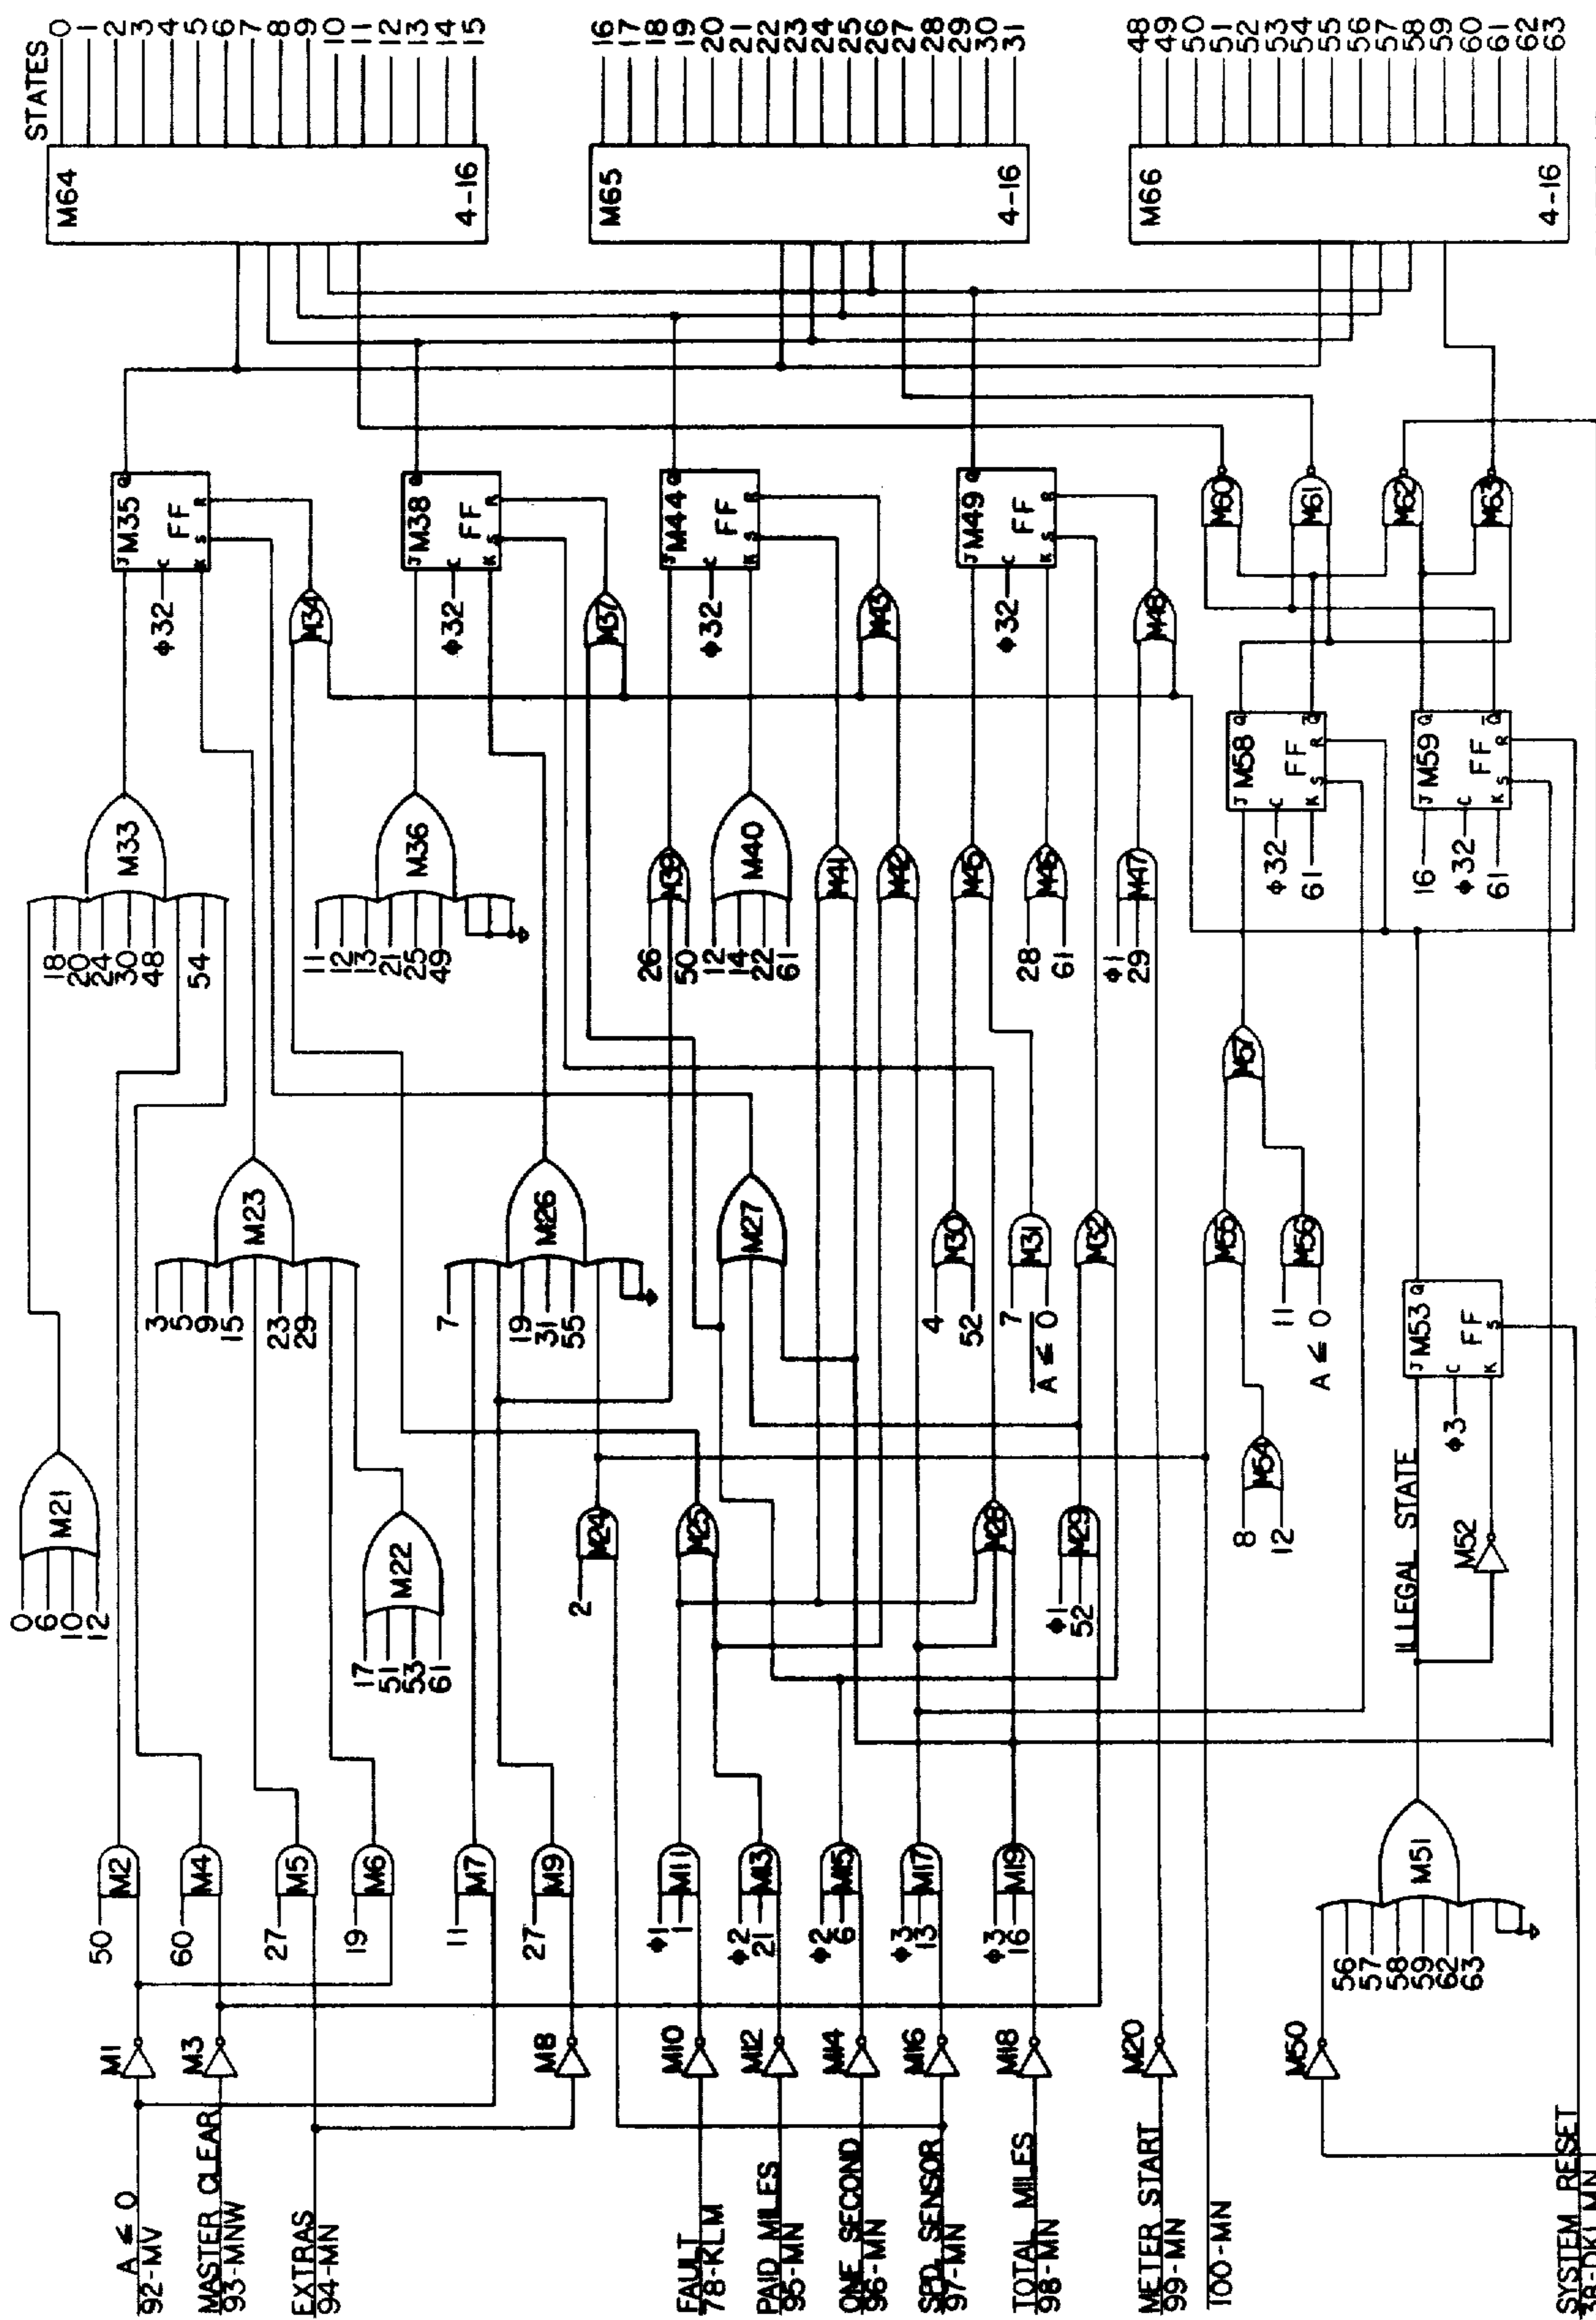 STATES
0
1
2
3
4
5
6
7
8
9
10
11
12
13
14
15
M64
4-16
16
17
18
19
20
21
22
23
24
25
26
27
28
29
30
31
M65
4-16
48
49
50
51
52
53
54
55
56
57
58
59
60
61
62
63
M66
4-16
J M35 Q
C FF
K S R
Φ32
M34
J M38 Q
C FF
K S R
Φ32
M37
J M44 Q
C FF
K S R
Φ32
M43
J M49 Q
C FF
K S R
Φ32
M48
M60
M61
M62
M63
J M58 Q
C FF Q
K S R
Φ32
61
J M59 Q
C FF Q
K S R
16
Φ32
61
M33
18
20
24
30
48
54
M36
11
12
13
21
25
49
M39
26
50
M40
12
14
22
61
M41
M42
M45
M46
28
61
M47
Φ1
29
M57
M23
3
5
9
15
23
29
M26
7
19
31
55
M27
M30
4
52
M31
7
A ≤ 0
M32
M55
M56
11
A ≤ 0
J M53 Q
C FF
K S
Φ3
M54
8
12
M21
0
6
10
12
M22
17
51
53
61
M24
2
M25
M28
M29
Φ1
52
ILLEGAL STATE
M52
M2
50
M4
60
M5
27
M6
19
M7
11
M9
27
M11
Φ1
1
M13
Φ2
21
M15
Φ2
6
M17
Φ3
13
M19
Φ3
16
M51
56
57
58
59
62
63
M1
M3
M8
M10
M12
M14
M16
M18
M20
M50
A ≤ 0
92-MV
MASTER CLEAR
93-MNW
EXTRAS
94-MN
FAULT
78-KLM
PAID MILES
95-MN
ONE SECOND
96-MN
SPD. SENSOR
97-MN
TOTAL MILES
98-MN
METER START
99-MN
100-MN
SYSTEM RESET